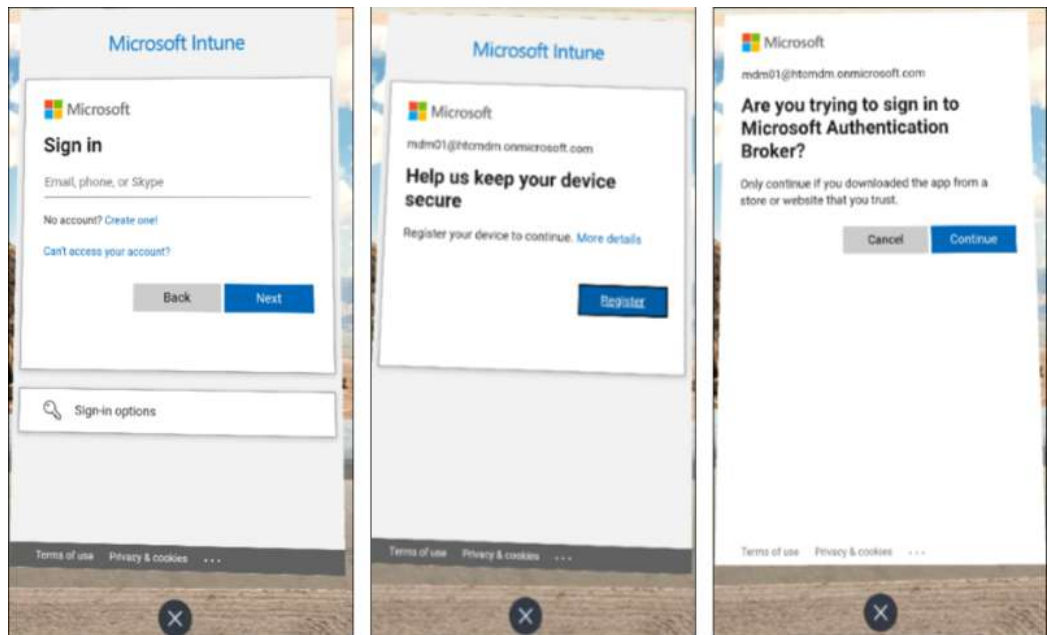 Microsoft Intune
Microsoft
Sign in
Email, phone, or Skype
No account? Create one!
Can't access your account?
Back
Next
Sign-in options
Terms of use
Privacy & cookies
...
Microsoft Intune
Microsoft
mdm01@htcmdm.onmicrosoft.com
Help us keep your device
secure
Register your device to continue. More details
Register
Terms of use
Privacy & cookies
...
Microsoft
mdm01@htcmdm.onmicrosoft.com
Are you trying to sign in to
Microsoft Authentication
Broker?
Only continue if you downloaded the app from a
store or website that you trust.
Cancel
Continue
Terms of use
Privacy & cookies
...